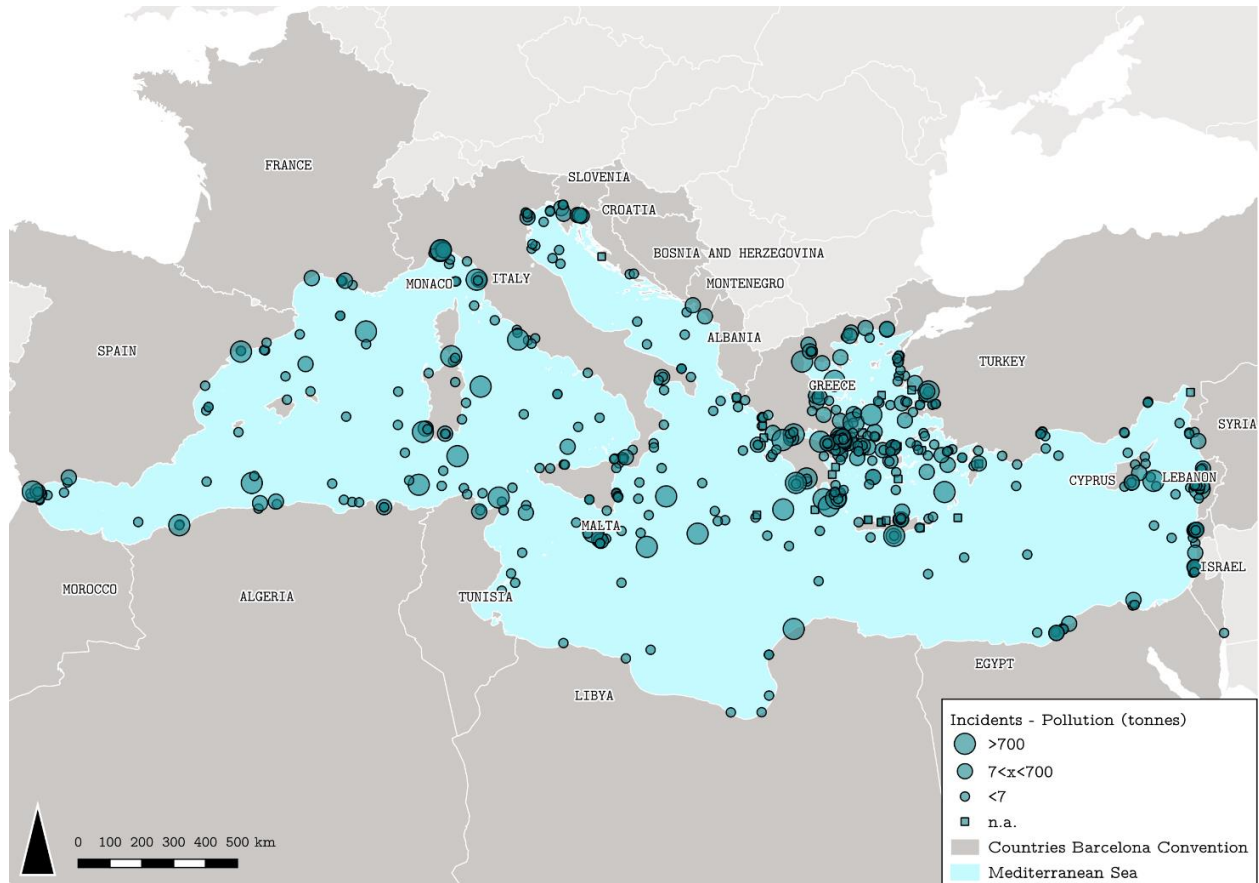 FRANCE
SLOVENIA
CROATIA
BOSNIA AND HERZEGOVINA
MONACO
ITALY
MONTENEGRO
ALBANIA
SPAIN
TURKEY
GREECE
SYRIA
CYPRUS
LEBANON
MALTA
ISRAEL
MOROCCO
ALGERIA
TUNISIA
EGYPT
LIBYA
Incidents - Pollution (tonnes)
>700
7<x<700
<7
n.a.
Countries Barcelona Convention
Mediterranean Sea
0 100 200 300 400 500 km